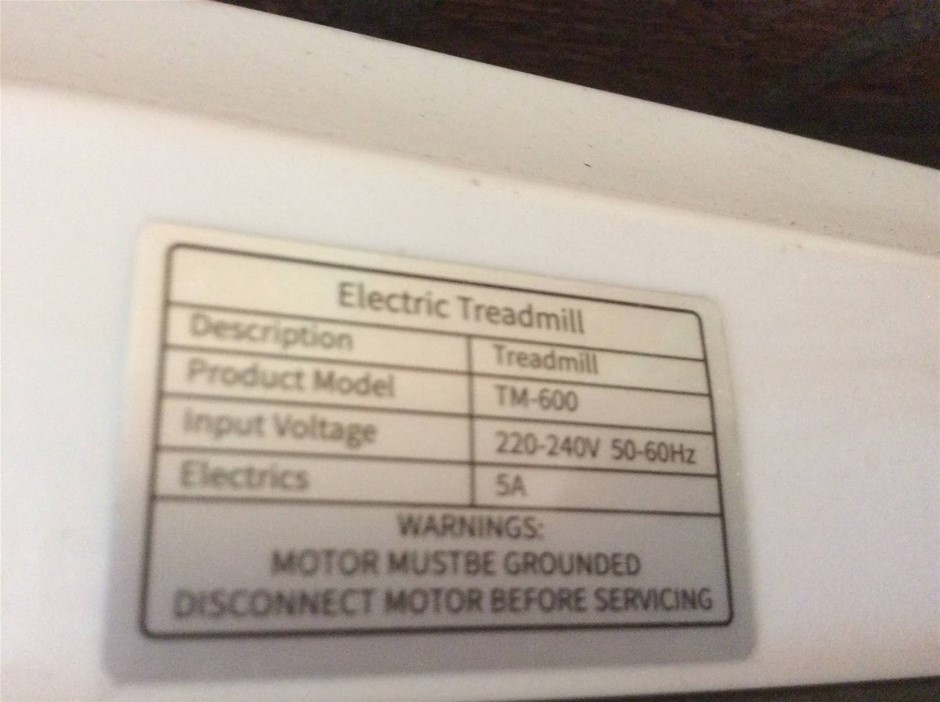 Electric Treadmill
Description Treadmill
Product Model TM-600
Input Voltage 220-240V 50-60Hz
Electrics 5A
WARNINGS:
MOTOR MUSTBE GROUNDED
DISCONNECT MOTOR BEFORE SERVICING